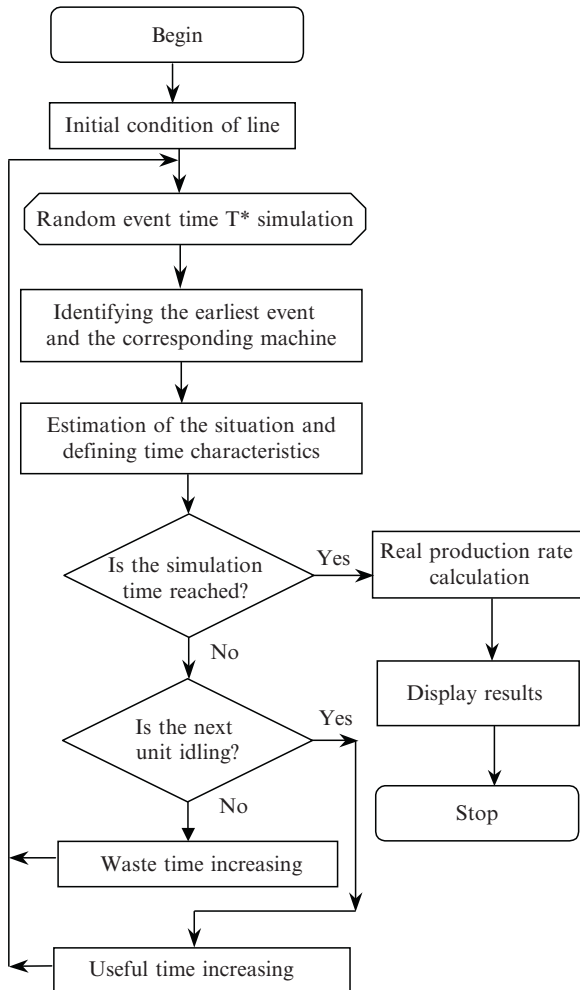 Begin
Initial condition of line
Random event time T* simulation
Identifying the earliest event
and the corresponding machine
Estimation of the situation and
defining time characteristics
Is the simulation
time reached?
Yes
Real production rate
calculation
No
Display results
Is the next
unit idling?
Yes
Stop
No
Waste time increasing
Useful time increasing